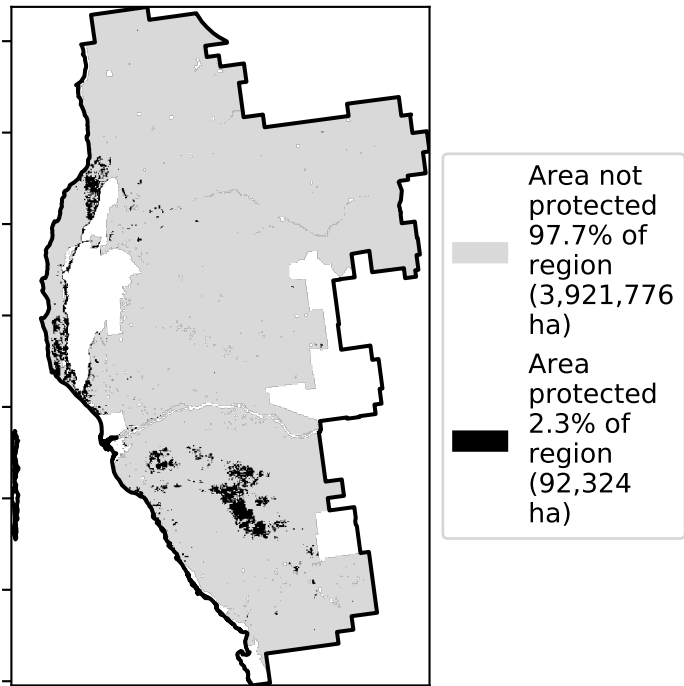 Area not
protected
97.7% of
region
(3,921,776
ha)
Area
protected
2.3% of
region
(92,324
ha)